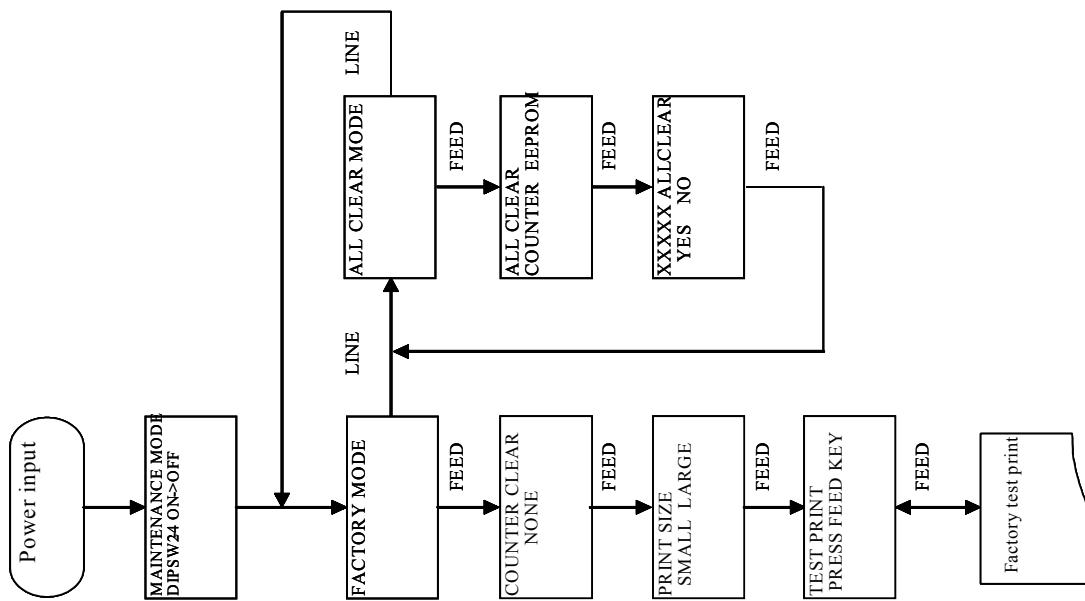 Power input
MAINTENANCE MODE
DIPSW24 ON->OFF
FACTORY MODE
FEED
COUNTER CLEAR
NONE
FEED
PRINT SIZE
SMALL LARGE
FEED
TEST PRINT
PRESS FEED KEY
FEED
Factory test print
LINE
ALL CLEAR MODE
LINE
FEED
ALL CLEAR
COUNTER EEPROM
FEED
XXXXX ALLCLEAR
YES NO
FEED